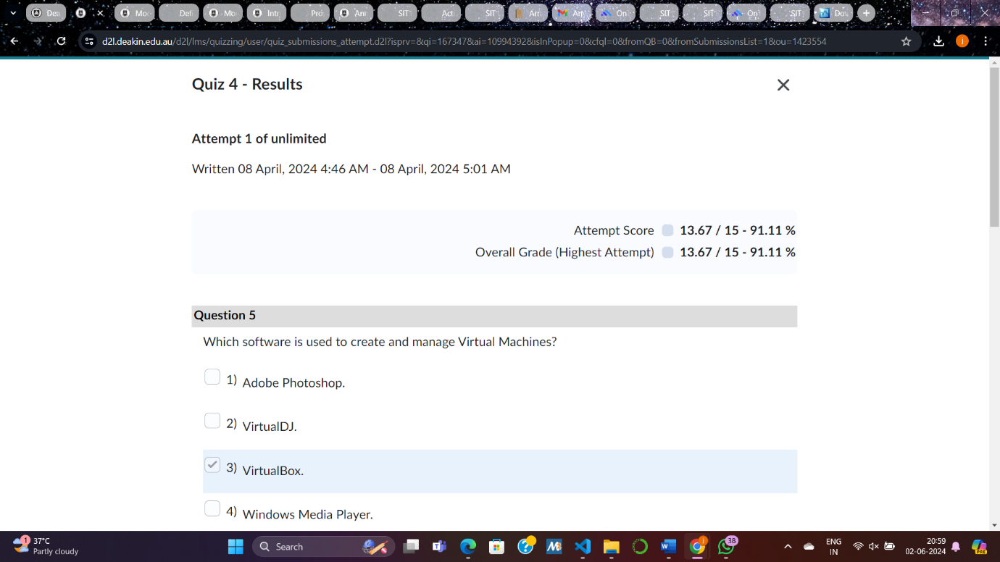 Dea
Mo
Def
Mo
Intr
Pro
SIT
Act
SIT
On
SIT
SIT
On
SIT
Do
d2l.deakin.edu.au/d2l/lms/quizzing/user/quiz_submissions_attempt.d2l?isprv=&qi=167347&ai=10994392&isInPopup=0&cfql=0&fromQB=0&fromSubmissionsList=1&ou=1423554
Quiz 4 - Results
Attempt 1 of unlimited
Written 08 April, 2024 4:46 AM - 08 April, 2024 5:01 AM
Attempt Score 13.67 / 15 - 91.11 %
Overall Grade (Highest Attempt) 13.67 / 15 - 91.11 %
Question 5
Which software is used to create and manage Virtual Machines?
1) Adobe Photoshop.
2) VirtualDJ.
3) VirtualBox.
4) Windows Media Player.
1
37°C
Partly cloudy
Search
38
ENG
IN
20:59
02-06-2024
PRE